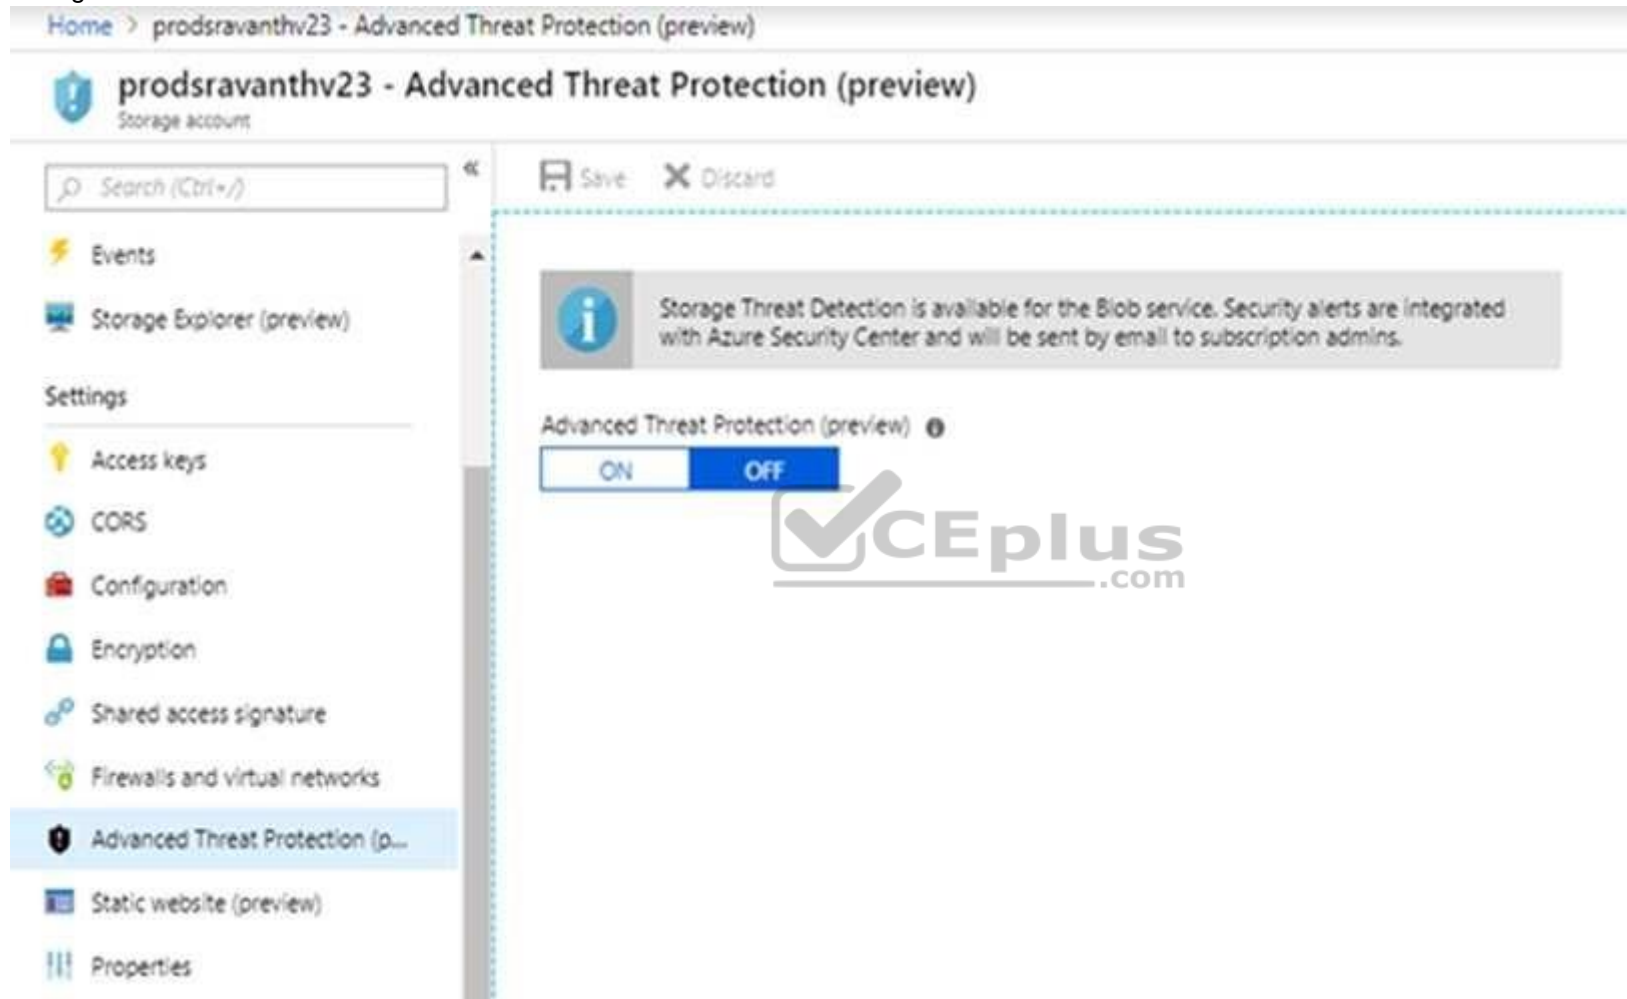 Home > prodsravanthv23 - Advanced Threat Protection (preview)
prodsravanthv23 - Advanced Threat Protection (preview)
Storage account
Search (Ctrl+/)
«
Save
Discard
Events
Storage Explorer (preview)
Settings
Access keys
CORS
Configuration
Encryption
Shared access signature
Firewalls and virtual networks
Advanced Threat Protection (p...
Static website (preview)
Properties
Storage Threat Detection is available for the Blob service. Security alerts are integrated
with Azure Security Center and will be sent by email to subscription admins.
Advanced Threat Protection (preview)
ON OFF
CEplus
.com